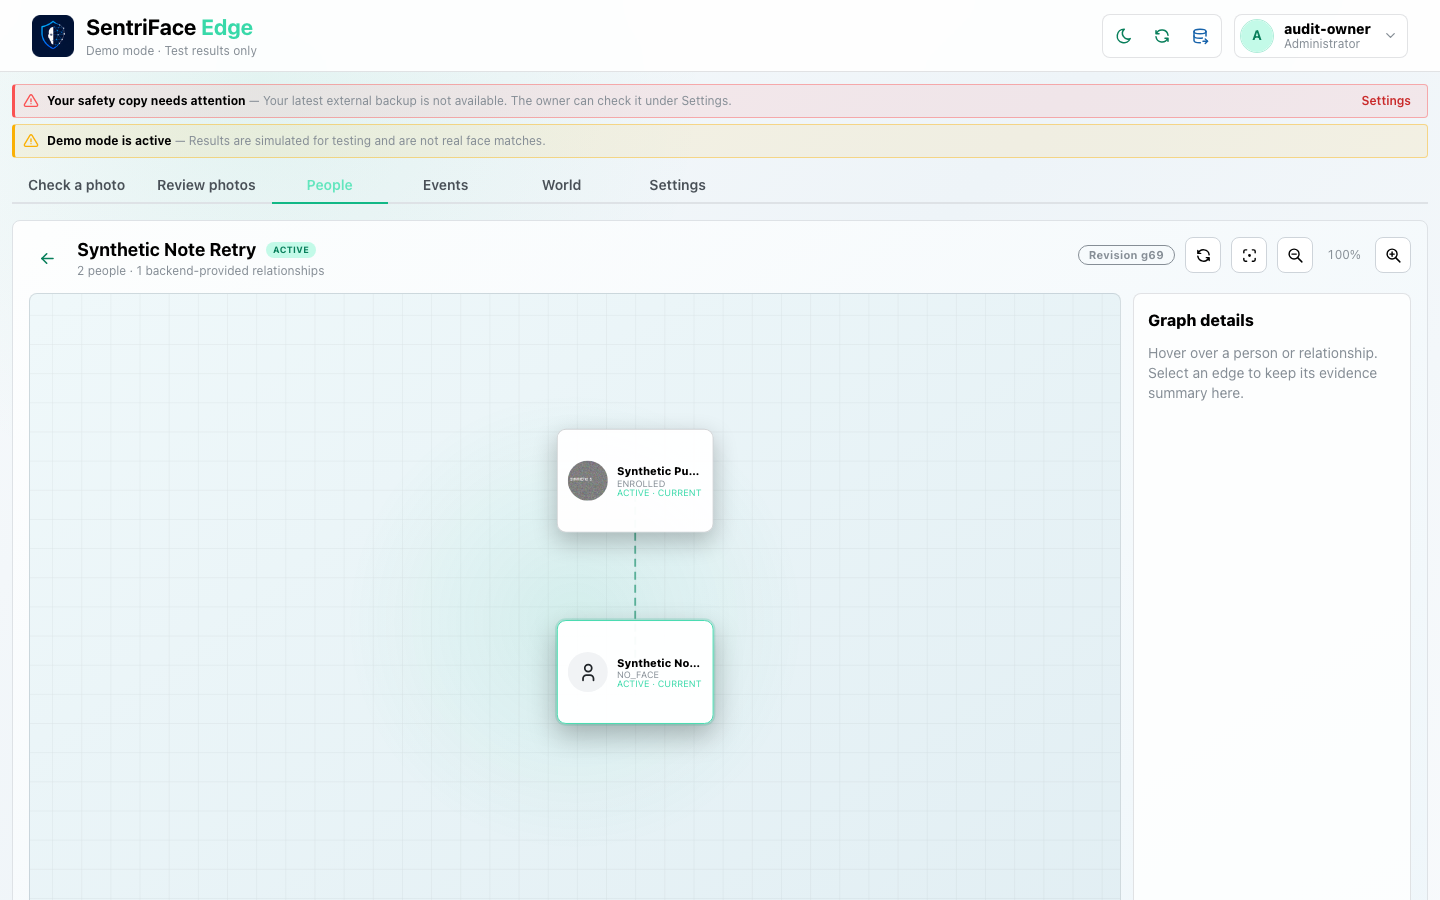 SentriFace Edge
Demo mode · Test results only
A
audit-owner
Administrator
Your safety copy needs attention — Your latest external backup is not available. The owner can check it under Settings.
Settings
Demo mode is active — Results are simulated for testing and are not real face matches.
Check a photo
Review photos
People
Events
World
Settings
Synthetic Note Retry ACTIVE
2 people · 1 backend-provided relationships
Revision g69
100%
Graph details
Hover over a person or relationship.
Select an edge to keep its evidence
summary here.
Synthetic Pu...
ENROLLED
ACTIVE · CURRENT
Synthetic No...
NO_FACE
ACTIVE · CURRENT